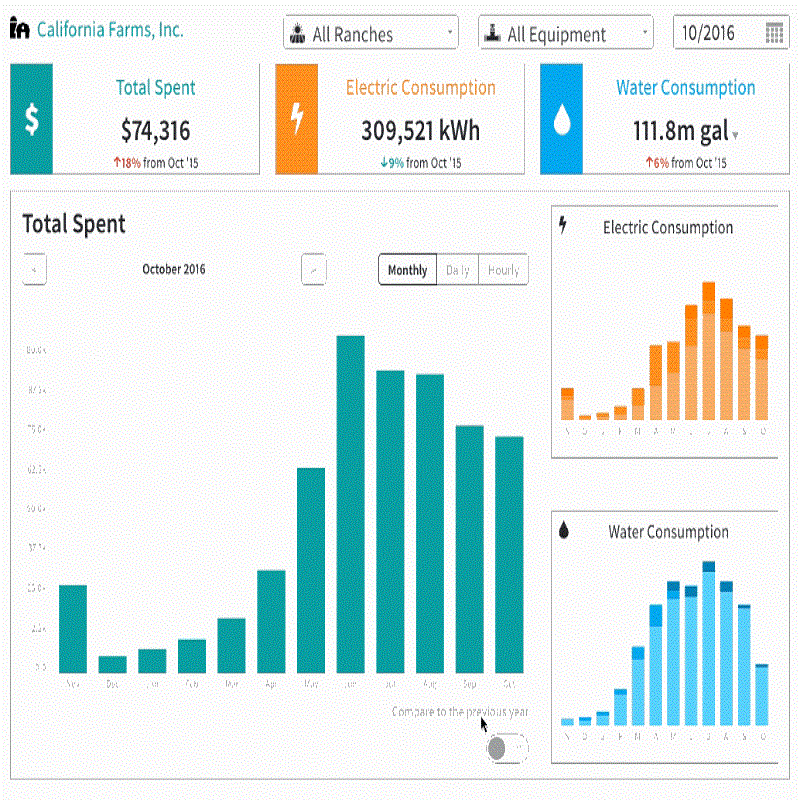 California Farms, Inc.
All Ranches
All Equipment
10/2016
Total Spent
$74,316
↑18% from Oct '15
Electric Consumption
309,521 kWh
↓9% from Oct '15
Water Consumption
111.8m gal
↑6% from Oct '15
Total Spent
October 2016
Monthly
Daily
Hourly
Nov Dec Jan Feb Mar Apr May Jun Jul Aug Sep Oct
Compare to the previous year
Electric Consumption
N D J F M A M J J A S O
Water Consumption
N D J F M A M J J A S O